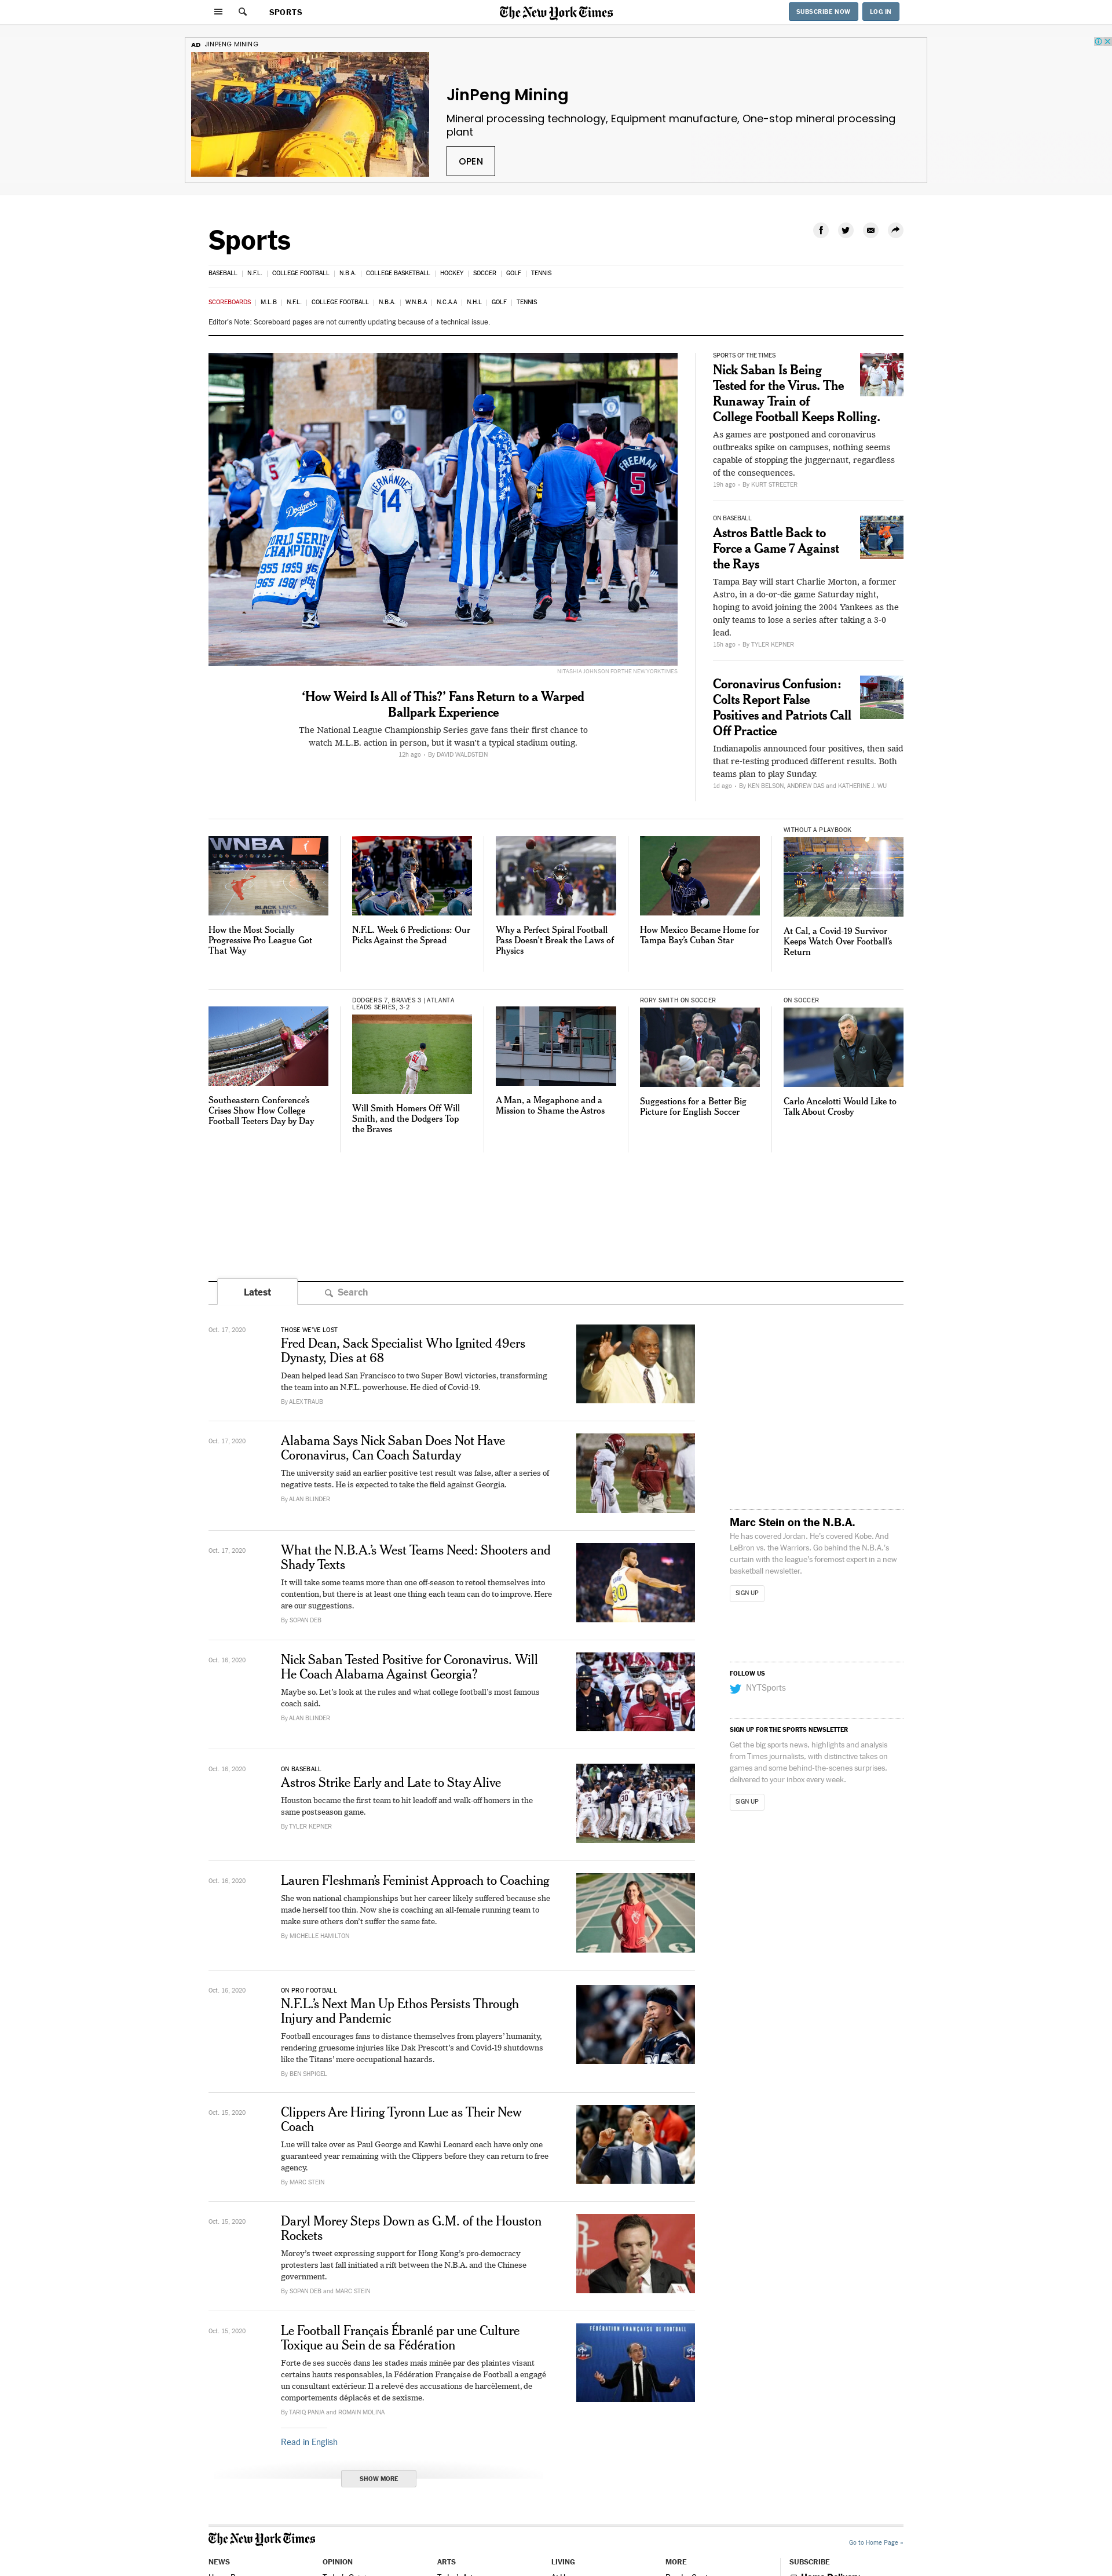 SPORTS
The New York Times
SUBSCRIBE NOW
LOG IN
AD JINPENG MINING
JinPeng Mining
Mineral processing technology, Equipment manufacture, One-stop mineral processing
plant
OPEN
Sports
BASEBALL | N.F.L. | COLLEGE FOOTBALL | N.B.A. | COLLEGE BASKETBALL | HOCKEY | SOCCER | GOLF | TENNIS
SCOREBOARDS | M.L.B | N.F.L. | COLLEGE FOOTBALL | N.B.A. | W.N.B.A | N.C.A.A | N.H.L | GOLF | TENNIS
Editor's Note: Scoreboard pages are not currently updating because of a technical issue.
Dodgers
WORLD SERIES
CHAMPIONS
1955 1959 1963
1965 1981 1988
HERNÁNDEZ
14
5
FREEMAN
5
NITASHIA JOHNSON FOR THE NEW YORK TIMES
‘How Weird Is All of This?’ Fans Return to a Warped
Ballpark Experience
The National League Championship Series gave fans their first chance to
watch M.L.B. action in person, but it wasn’t a typical stadium outing.
12h ago • By DAVID WALDSTEIN
SPORTS OF THE TIMES
Nick Saban Is Being
Tested for the Virus. The
Runaway Train of
College Football Keeps Rolling.
As games are postponed and coronavirus
outbreaks spike on campuses, nothing seems
capable of stopping the juggernaut, regardless
of the consequences.
19h ago • By KURT STREETER
ON BASEBALL
Astros Battle Back to
Force a Game 7 Against
the Rays
Tampa Bay will start Charlie Morton, a former
Astro, in a do-or-die game Saturday night,
hoping to avoid joining the 2004 Yankees as the
only teams to lose a series after taking a 3-0
lead.
15h ago • By TYLER KEPNER
Coronavirus Confusion:
Colts Report False
Positives and Patriots Call
Off Practice
Indianapolis announced four positives, then said
that re-testing produced different results. Both
teams plan to play Sunday.
1d ago • By KEN BELSON, ANDREW DAS and KATHERINE J. WU
WNBA
BLACK LIVES
MATTER
How the Most Socially
Progressive Pro League Got
That Way
N.F.L. Week 6 Predictions: Our
Picks Against the Spread
Why a Perfect Spiral Football
Pass Doesn’t Break the Laws of
Physics
How Mexico Became Home for
Tampa Bay’s Cuban Star
WITHOUT A PLAYBOOK
At Cal, a Covid-19 Survivor
Keeps Watch Over Football’s
Return
Southeastern Conference’s
Crises Show How College
Football Teeters Day by Day
DODGERS 7, BRAVES 3 | ATLANTA
LEADS SERIES, 3-2
Will Smith Homers Off Will
Smith, and the Dodgers Top
the Braves
A Man, a Megaphone and a
Mission to Shame the Astros
RORY SMITH ON SOCCER
Suggestions for a Better Big
Picture for English Soccer
ON SOCCER
Carlo Ancelotti Would Like to
Talk About Crosby
Latest
Search
Oct. 17, 2020
THOSE WE’VE LOST
Fred Dean, Sack Specialist Who Ignited 49ers
Dynasty, Dies at 68
Dean helped lead San Francisco to two Super Bowl victories, transforming
the team into an N.F.L. powerhouse. He died of Covid-19.
By ALEX TRAUB
Oct. 17, 2020
Alabama Says Nick Saban Does Not Have
Coronavirus, Can Coach Saturday
The university said an earlier positive test result was false, after a series of
negative tests. He is expected to take the field against Georgia.
By ALAN BLINDER
Oct. 17, 2020
What the N.B.A.’s West Teams Need: Shooters and
Shady Texts
It will take some teams more than one off-season to retool themselves into
contention, but there is at least one thing each team can do to improve. Here
are our suggestions.
By SOPAN DEB
30
Oct. 16, 2020
Nick Saban Tested Positive for Coronavirus. Will
He Coach Alabama Against Georgia?
Maybe so. Let’s look at the rules and what college football’s most famous
coach said.
By ALAN BLINDER
Oct. 16, 2020
ON BASEBALL
Astros Strike Early and Late to Stay Alive
Houston became the first team to hit leadoff and walk-off homers in the
same postseason game.
By TYLER KEPNER
Oct. 16, 2020
Lauren Fleshman’s Feminist Approach to Coaching
She won national championships but her career likely suffered because she
made herself too thin. Now she is coaching an all-female running team to
make sure others don’t suffer the same fate.
By MICHELLE HAMILTON
Oct. 16, 2020
ON PRO FOOTBALL
N.F.L.’s Next Man Up Ethos Persists Through
Injury and Pandemic
Football encourages fans to distance themselves from players’ humanity,
rendering gruesome injuries like Dak Prescott’s and Covid-19 shutdowns
like the Titans’ mere occupational hazards.
By BEN SHPIGEL
Oct. 15, 2020
Clippers Are Hiring Tyronn Lue as Their New
Coach
Lue will take over as Paul George and Kawhi Leonard each have only one
guaranteed year remaining with the Clippers before they can return to free
agency.
By MARC STEIN
Oct. 15, 2020
Daryl Morey Steps Down as G.M. of the Houston
Rockets
Morey’s tweet expressing support for Hong Kong’s pro-democracy
protesters last fall initiated a rift between the N.B.A. and the Chinese
government.
By SOPAN DEB and MARC STEIN
Oct. 15, 2020
Le Football Français Ébranlé par une Culture
Toxique au Sein de sa Fédération
Forte de ses succès dans les stades mais minée par des plaintes visant
certains hauts responsables, la Fédération Française de Football a engagé
un consultant extérieur. Il a relevé des accusations de harcèlement, de
comportements déplacés et de sexisme.
By TARIQ PANJA and ROMAIN MOLINA
FÉDÉRATION FRANÇAISE DE FOOTBALL
Read in English
SHOW MORE
Marc Stein on the N.B.A.
He has covered Jordan. He’s covered Kobe. And
LeBron vs. the Warriors. Go behind the N.B.A.’s
curtain with the league’s foremost expert in a new
basketball newsletter.
SIGN UP
FOLLOW US
NYTSports
SIGN UP FOR THE SPORTS NEWSLETTER
Get the big sports news, highlights and analysis
from Times journalists, with distinctive takes on
games and some behind-the-scenes surprises,
delivered to your inbox every week.
SIGN UP
The New York Times
Go to Home Page »
NEWS
OPINION
ARTS
LIVING
MORE
SUBSCRIBE